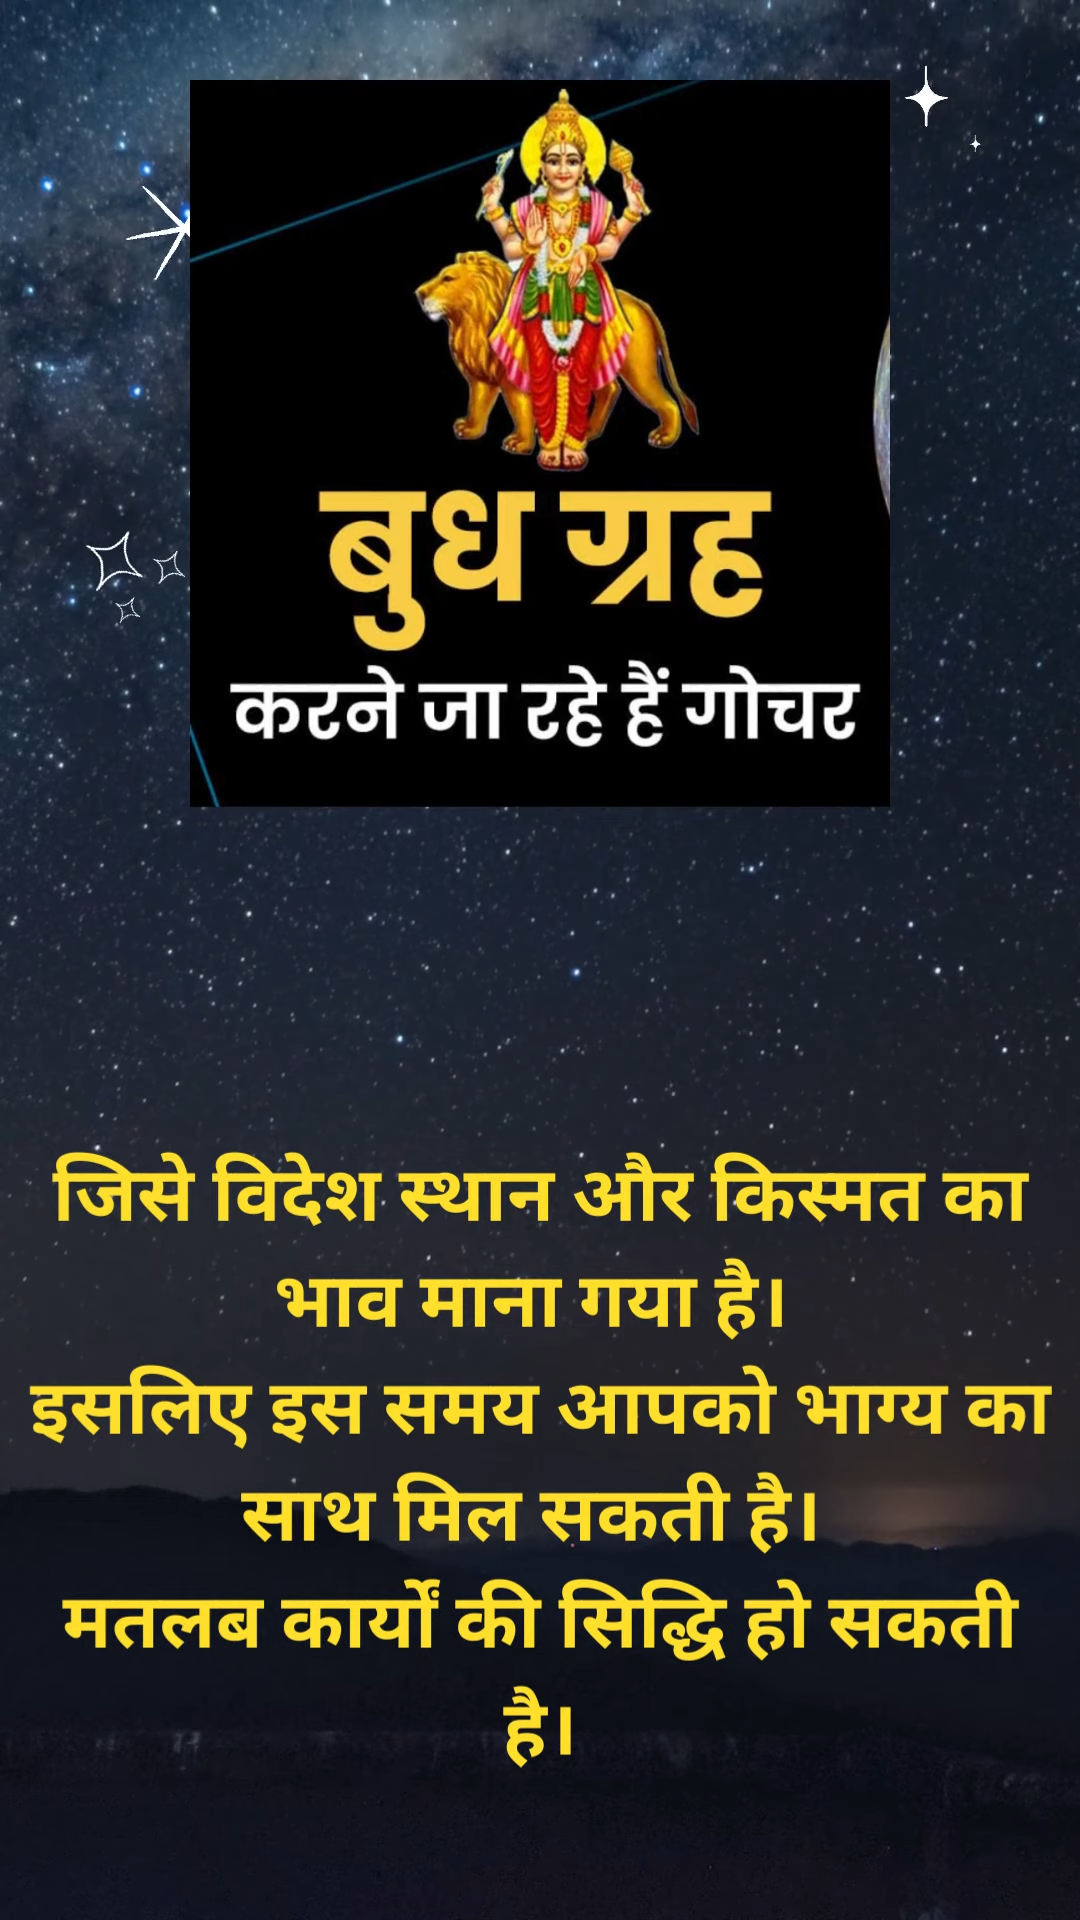 बुध ग्रह
करने जा रहे हैं गोचर
जिसे विदेश स्थान और किस्मत का
भाव माना गया है।
इसलिए इस समय आपको भाग्य का
साथ मिल सकती है।
मतलब कार्यों की सिद्धि हो सकती
है।